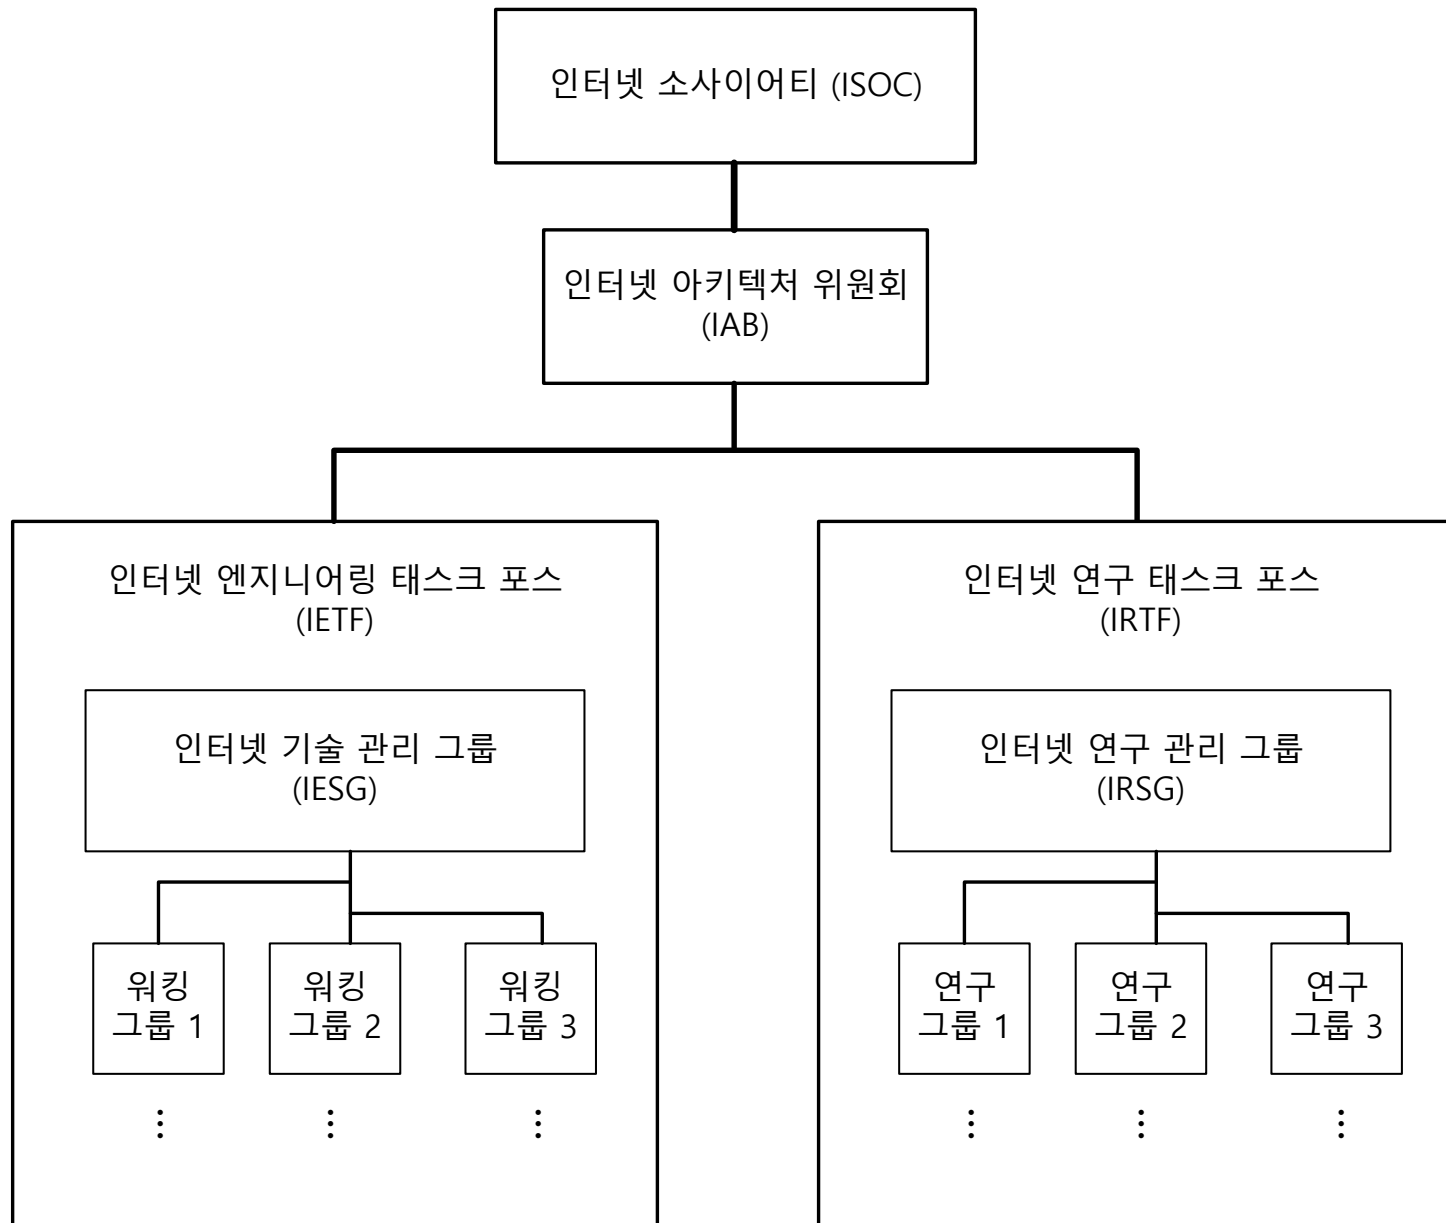 인터넷 소사이어티 (ISOC)
인터넷 아키텍처 위원회
(IAB)
인터넷 엔지니어링 태스크 포스
(IETF)
인터넷 기술 관리 그룹
(IESG)
워킹
그룹 1
워킹
그룹 2
워킹
그룹 3
⋮
⋮
⋮
인터넷 연구 태스크 포스
(IRTF)
인터넷 연구 관리 그룹
(IRSG)
연구
그룹 1
연구
그룹 2
연구
그룹 3
⋮
⋮
⋮